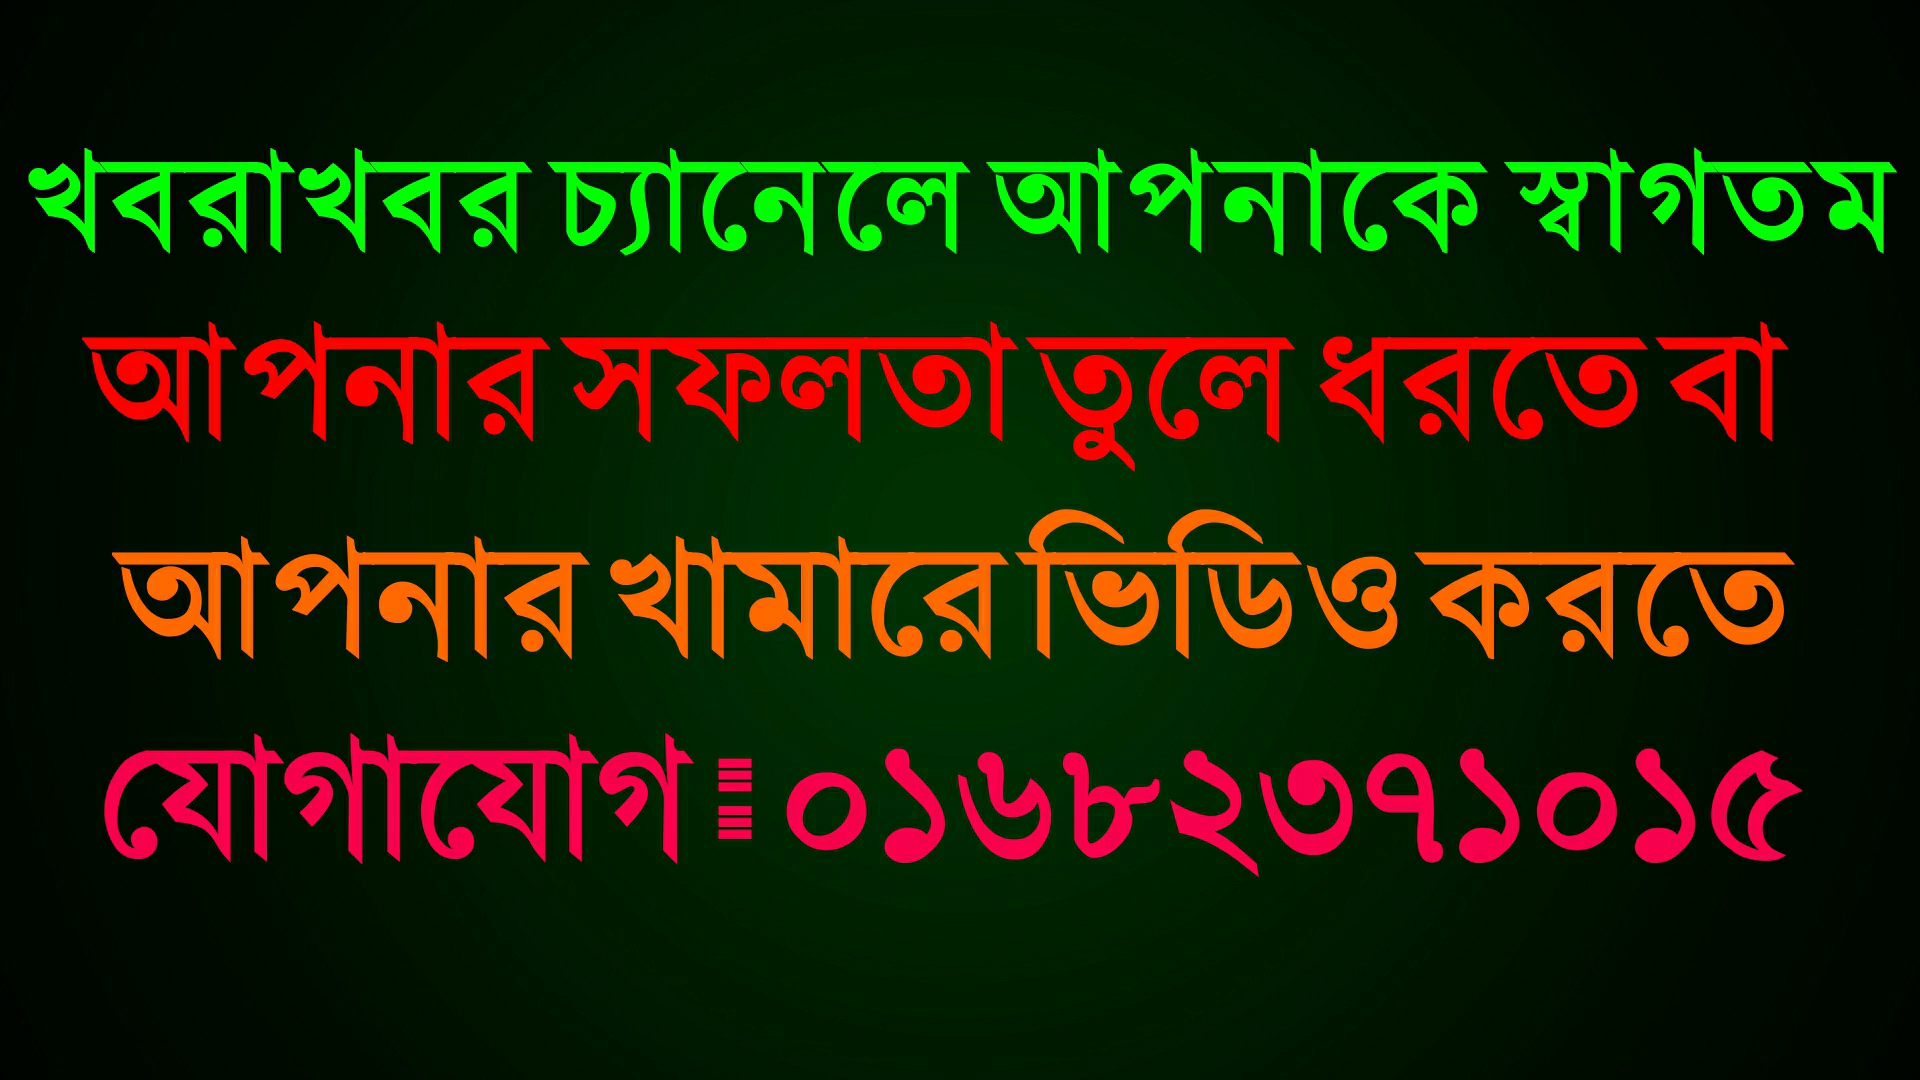 খবরাখবর চ্যানেলে আপনাকে স্বাগতম
আপনার সফলতা তুলে ধরতে বা
আপনার খামারে ভিডিও করতে
যোগাযোগ : ০১৬৮২৩৭১০১৫